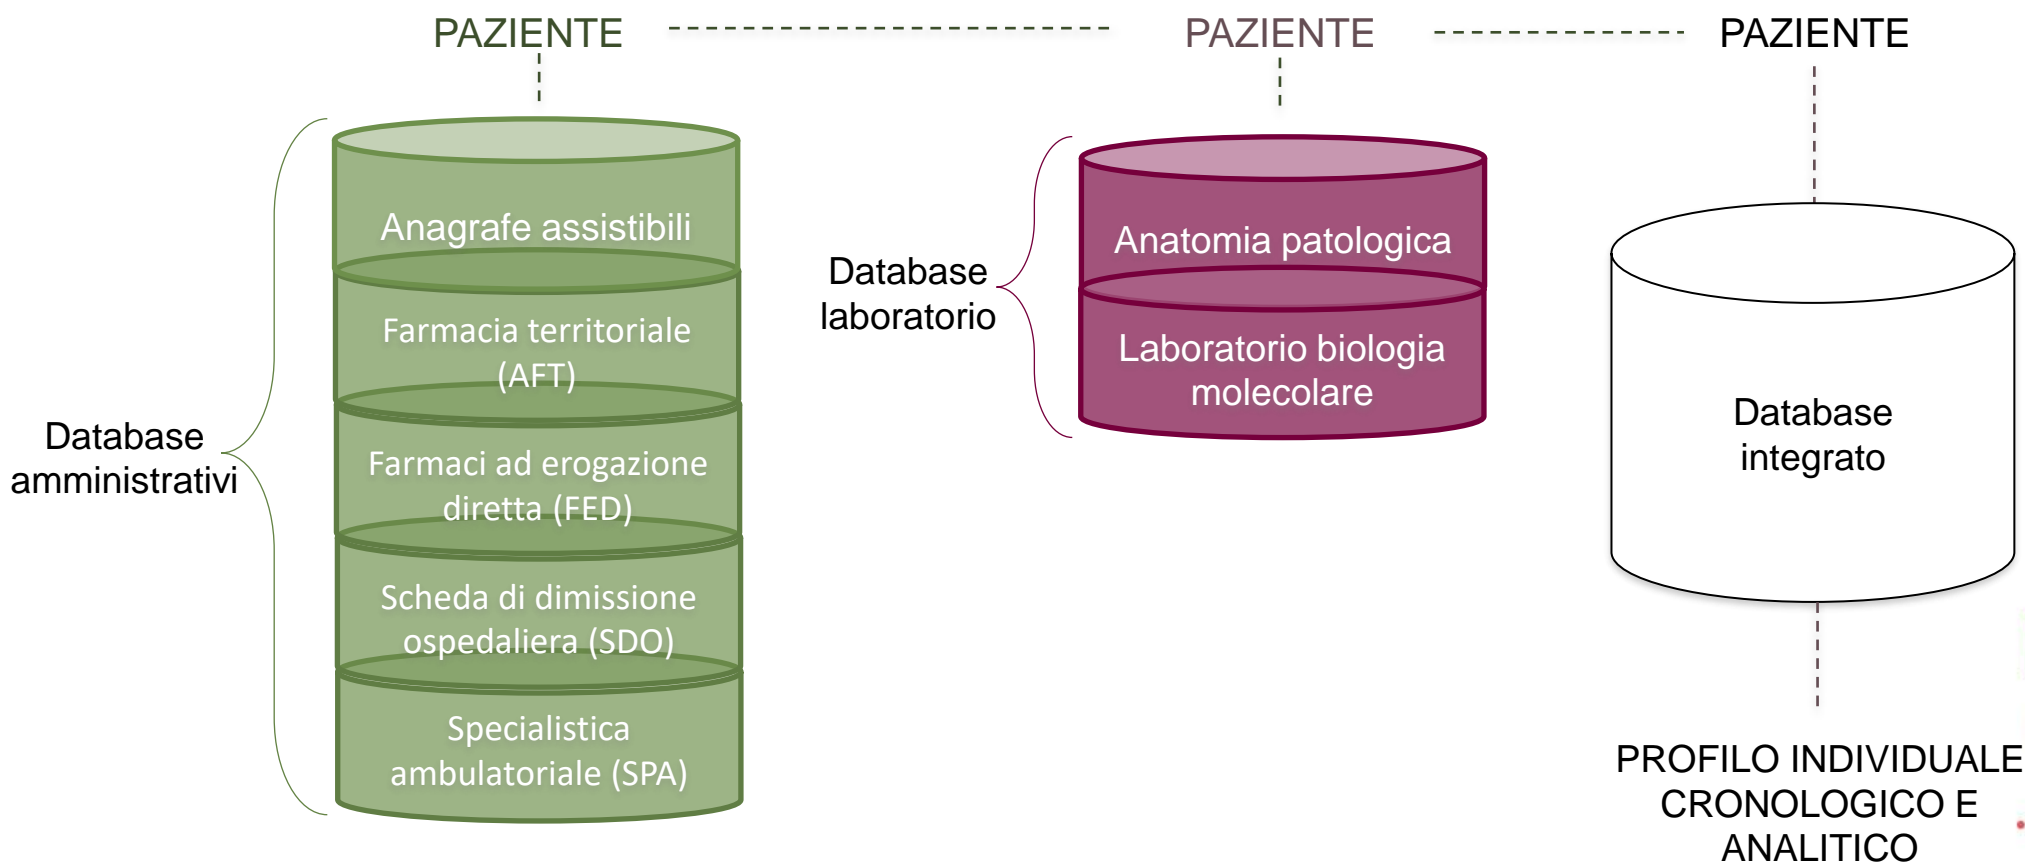 PAZIENTE
PAZIENTE
PAZIENTE
Database
amministrativi
Anagrafe assistibili
Farmacia territoriale
(AFT)
Farmaci ad erogazione
diretta (FED)
Scheda di dimissione
ospedaliera (SDO)
Specialistica
ambulatoriale (SPA)
Database
laboratorio
Anatomia patologica
Laboratorio biologia
molecolare
Database
integrato
PROFILO INDIVIDUALE
CRONOLOGICO E
ANALITICO